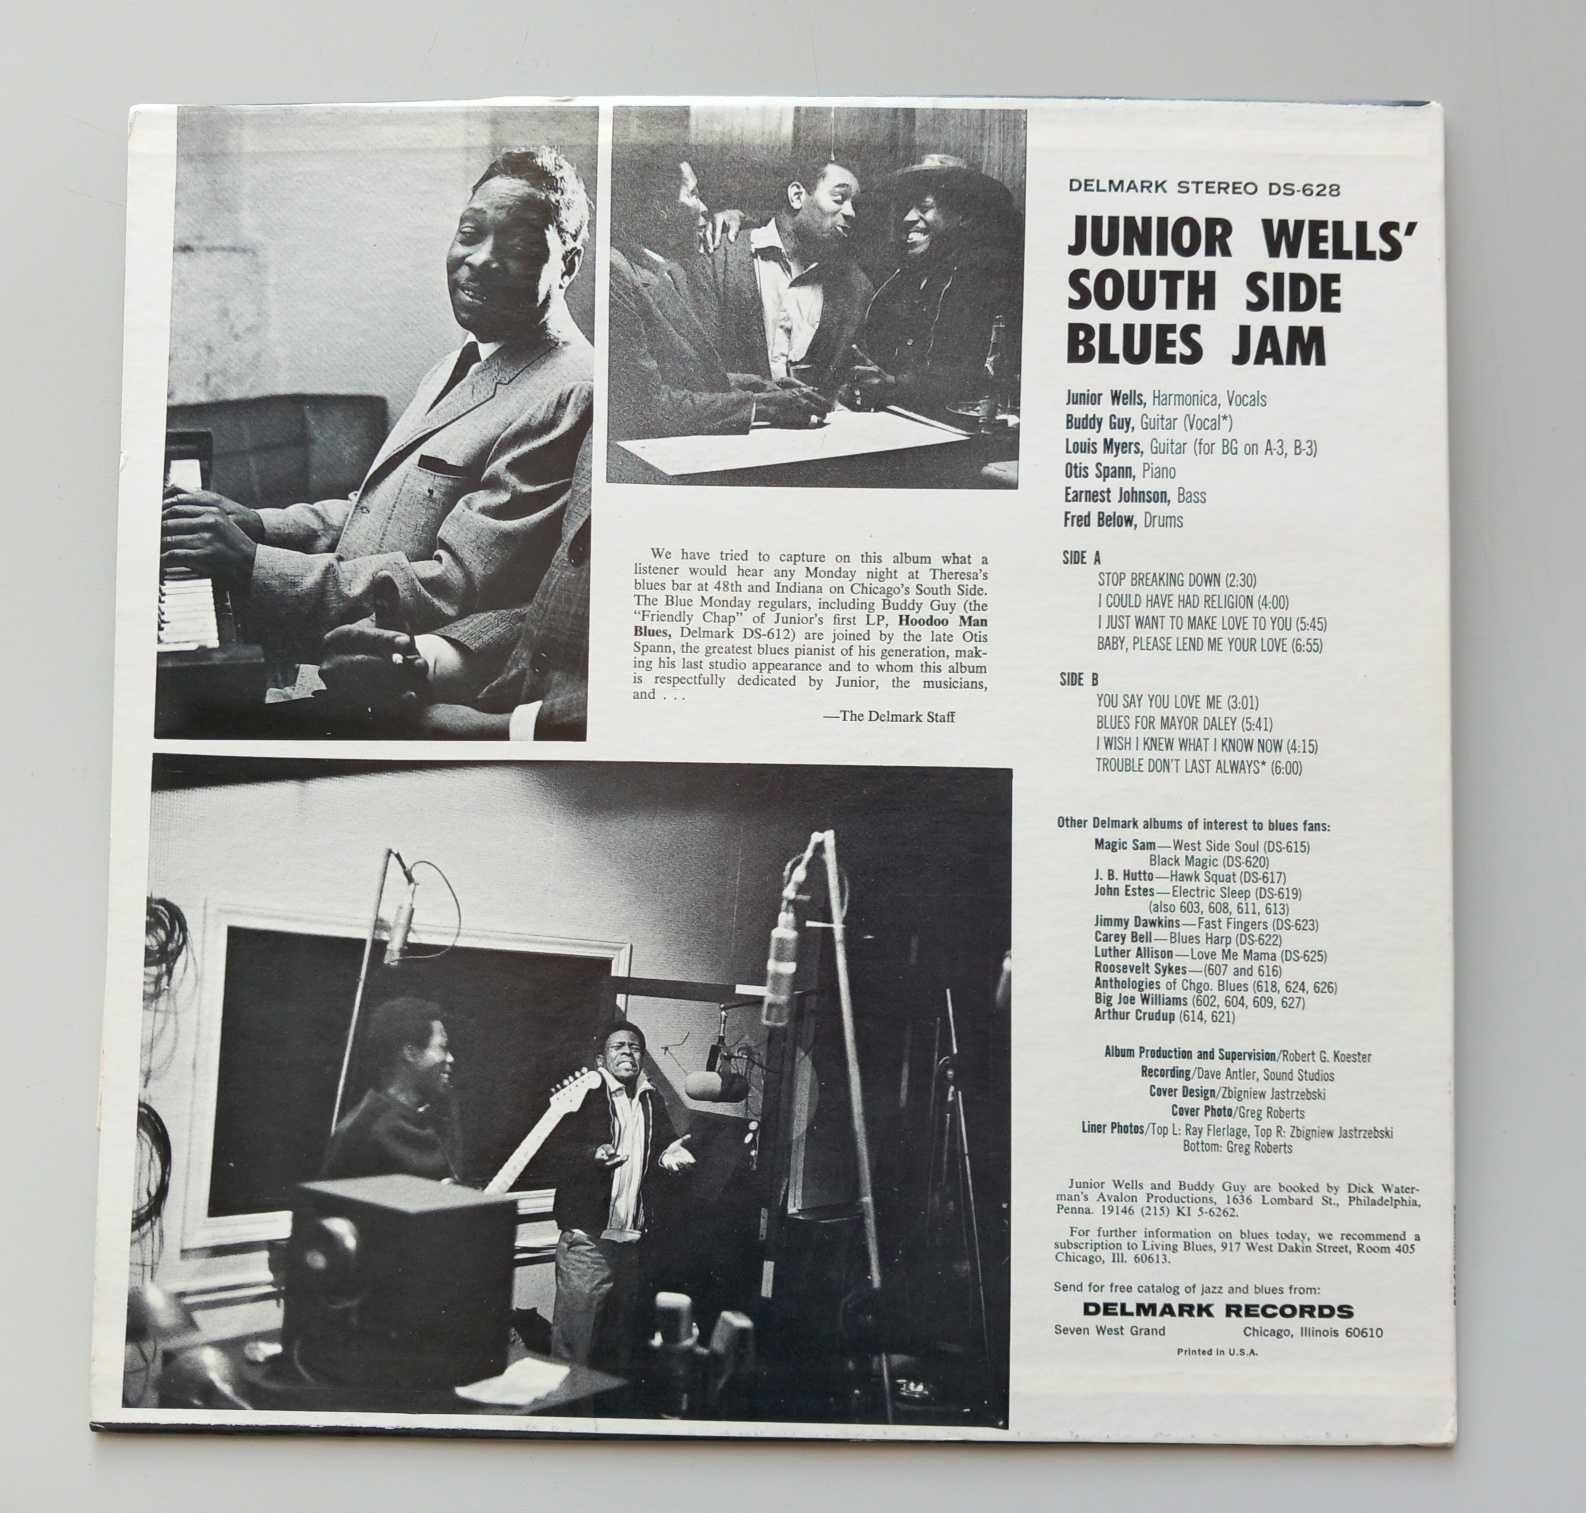 We have tried to capture on this album what a
listener would hear any Monday night at Theresa's
blues bar at 48th and Indiana on Chicago's South Side.
The Blue Monday regulars, including Buddy Guy (the
"Friendly Chap" of Junior's first LP, Hoodoo Man
Blues, Delmark DS-612) are joined by the late Otis
Spann, the greatest blues pianist of his generation, mak-
ing his last studio appearance and to whom this album
is respectfully dedicated by Junior, the musicians,
and . . .
—The Delmark Staff
DELMARK STEREO DS-628
JUNIOR WELLS'
SOUTH SIDE
BLUES JAM
Junior Wells, Harmonica, Vocals
Buddy Guy, Guitar (Vocal*)
Louis Myers, Guitar (for BG on A-3, B-3)
Otis Spann, Piano
Earnest Johnson, Bass
Fred Below, Drums
SIDE A
STOP BREAKING DOWN (2:30)
I COULD HAVE HAD RELIGION (4:00)
I JUST WANT TO MAKE LOVE TO YOU (5:45)
BABY, PLEASE LEND ME YOUR LOVE (6:55)
SIDE B
YOU SAY YOU LOVE ME (3:01)
BLUES FOR MAYOR DALEY (5:41)
I WISH I KNEW WHAT I KNOW NOW (4:15)
TROUBLE DON'T LAST ALWAYS* (6:00)
Other Delmark albums of interest to blues fans:
Magic Sam—West Side Soul (DS-615)
Black Magic (DS-620)
J. B. Hutto—Hawk Squat (DS-617)
John Estes—Electric Sleep (DS-619)
(also 603, 608, 611, 613)
Jimmy Dawkins—Fast Fingers (DS-623)
Carey Bell—Blues Harp (DS-622)
Luther Allison—Love Me Mama (DS-625)
Roosevelt Sykes—(607 and 616)
Anthologies of Chgo. Blues (618, 624, 626)
Big Joe Williams (602, 604, 609, 627)
Arthur Crudup (614, 621)
Album Production and Supervision/Robert G. Koester
Recording/Dave Antler, Sound Studios
Cover Design/Zbigniew Jastrzebski
Cover Photo/Greg Roberts
Liner Photos/Top L: Ray Flerlage, Top R: Zbigniew Jastrzebski
Bottom: Greg Roberts
Junior Wells and Buddy Guy are booked by Dick Water-
man's Avalon Productions, 1636 Lombard St., Philadelphia,
Penna. 19146 (215) KI 5-6262.
For further information on blues today, we recommend a
subscription to Living Blues, 917 West Dakin Street, Room 405
Chicago, Ill. 60613.
Send for free catalog of jazz and blues from:
DELMARK RECORDS
Seven West Grand Chicago, Illinois 60610
Printed in U.S.A.